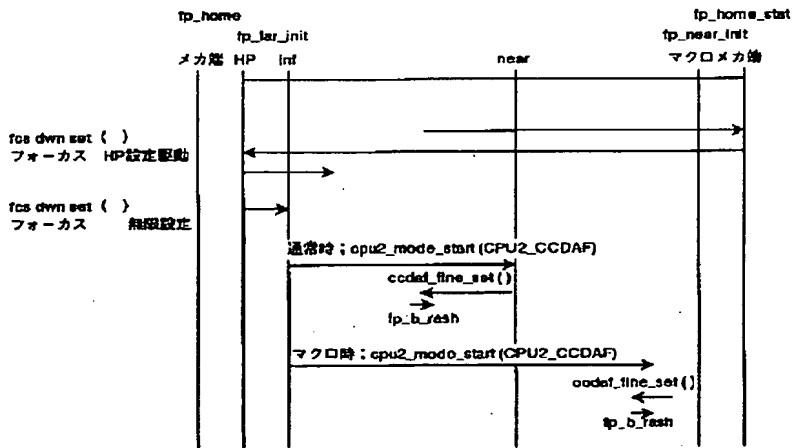 fp_home
fp_home_stat
fp_far_init
fp_near_init
メカ端 HP inf near マクロメカ端
fcs dwn set ( )
フォーカス HP設定駆動
fcs dwn set ( )
フォーカス 無限設定
通常時；cpu2_mode_start (CPU2_CCDAF)
ccdaf_fine_set ( )
fp_b_rash
マクロ時；cpu2_mode_start (CPU2_CCDAF)
ccdaf_fine_set ( )
fp_b_rash